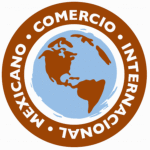 COMERCIO · INTERNACIONAL · MEXICANO ·